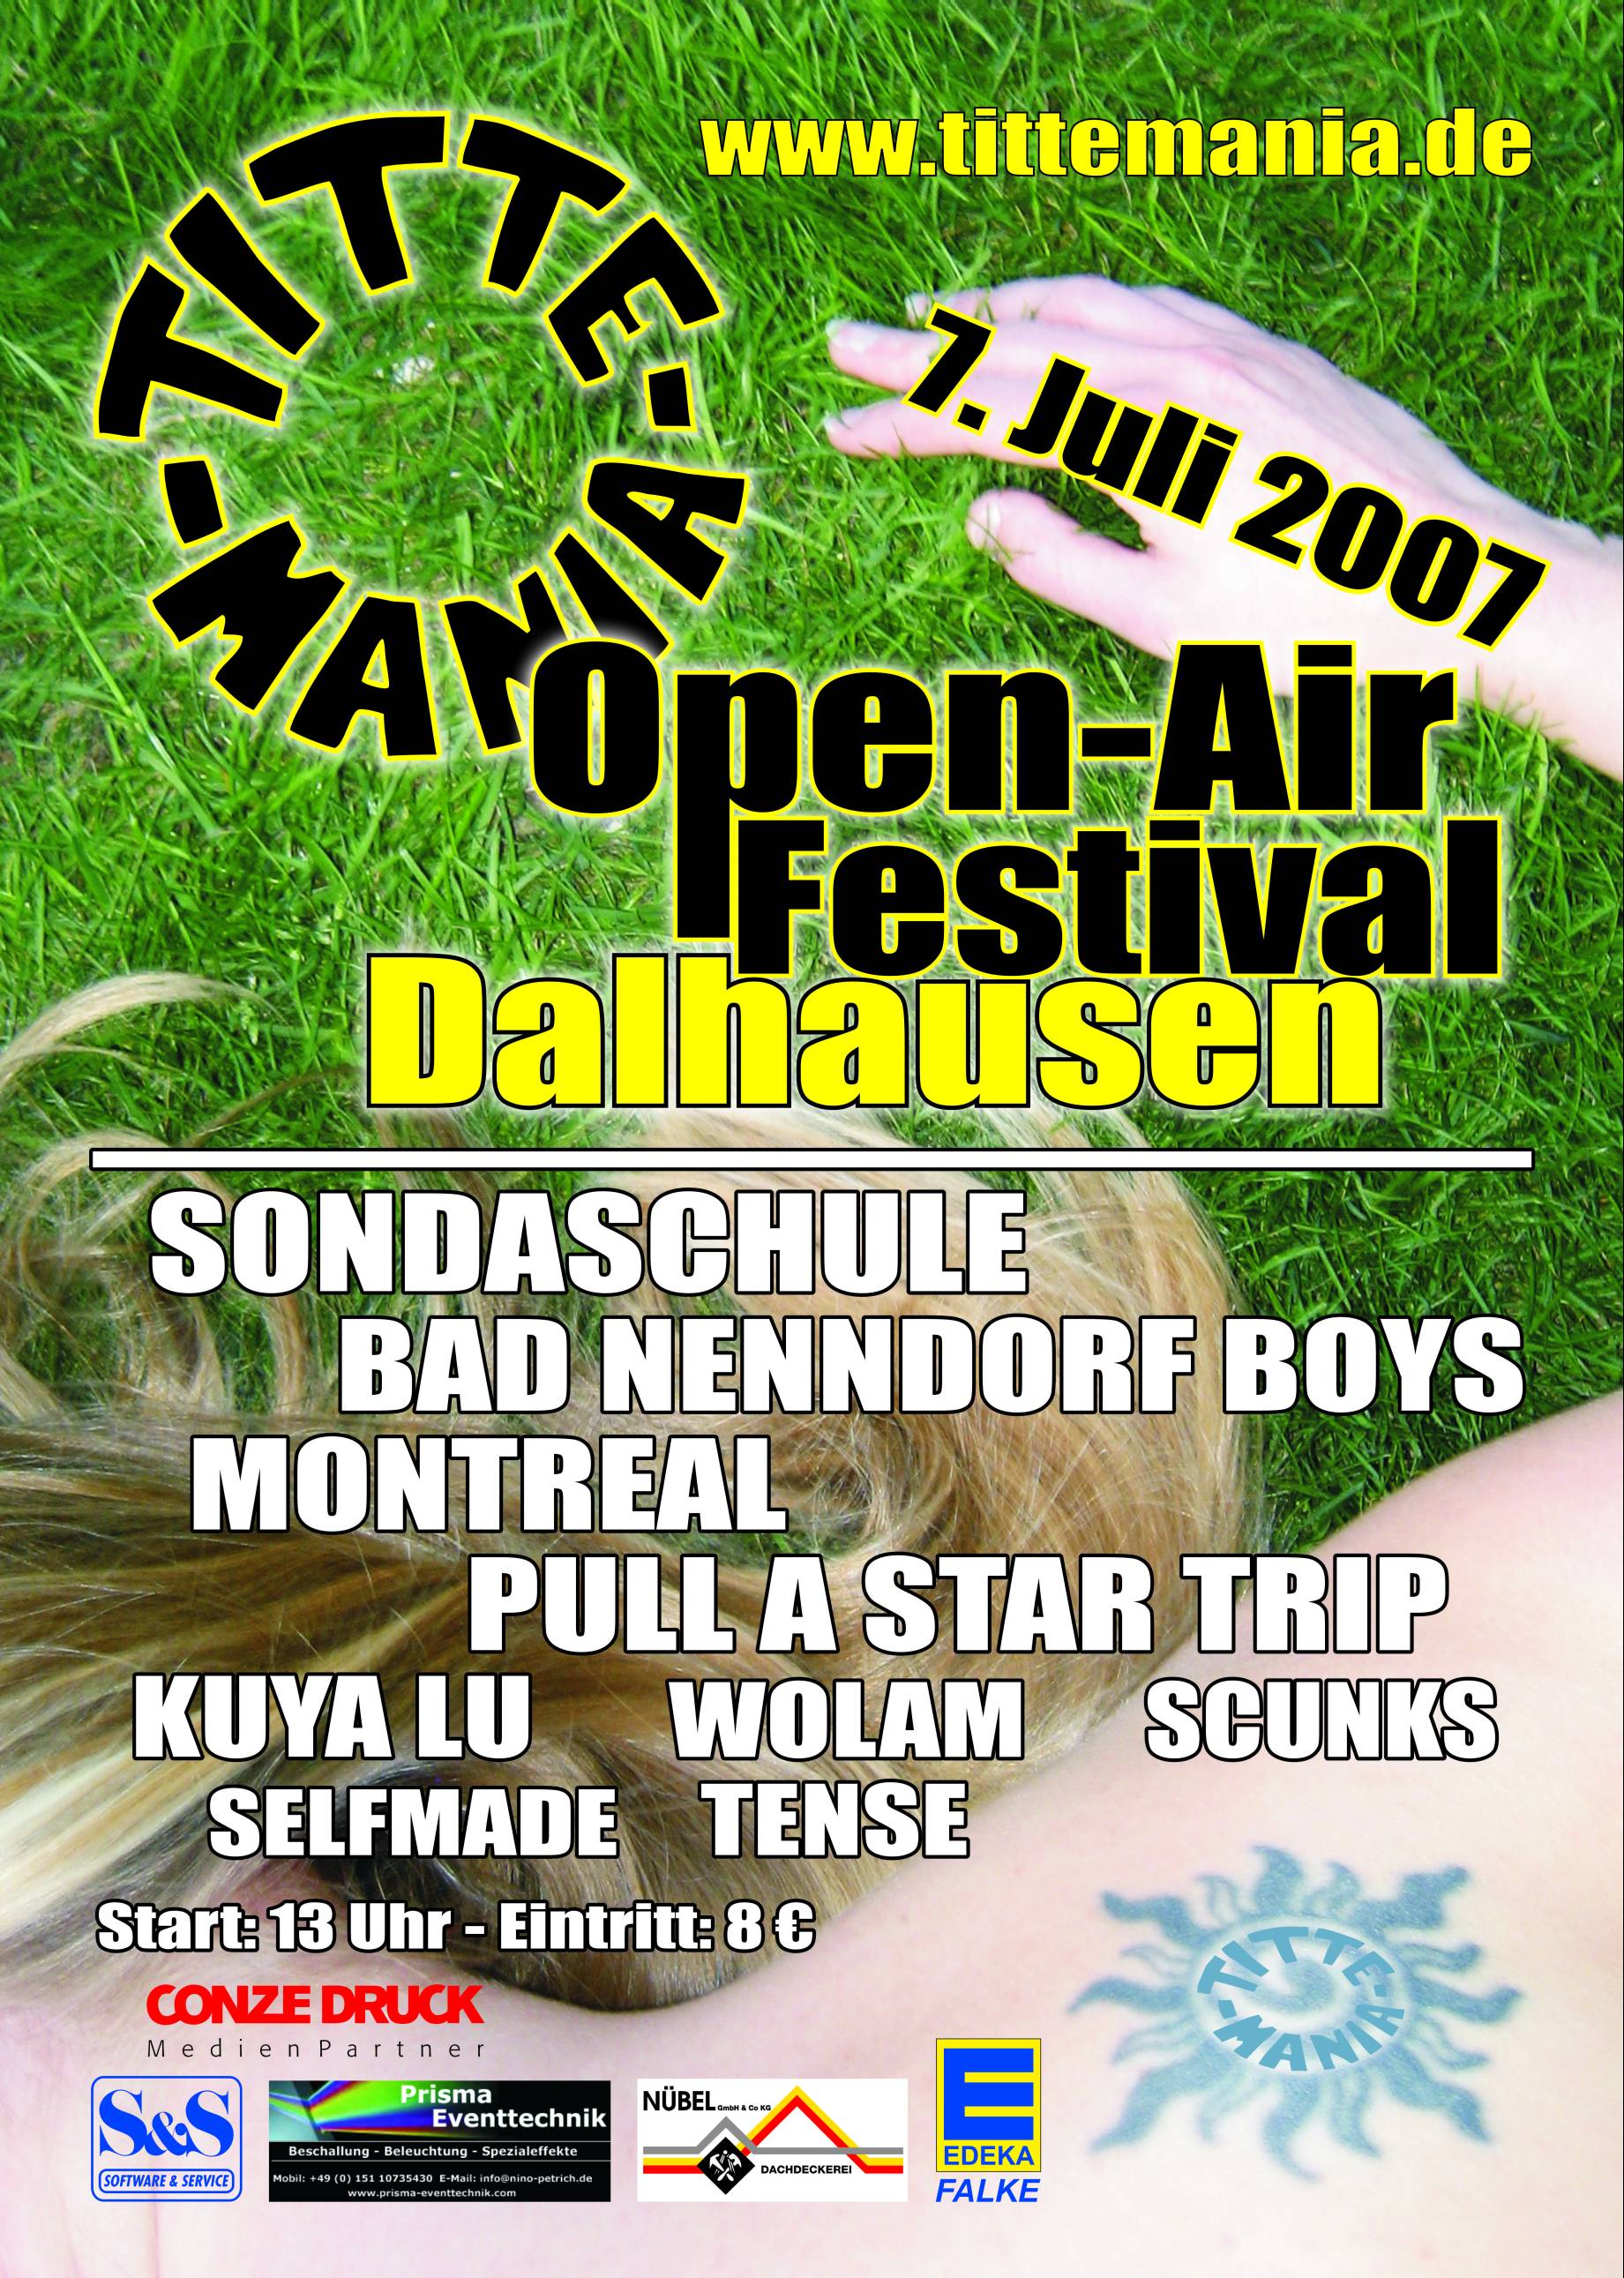 www.tittemania.de
-TITTE-
-MANIA-
7. Juli 2007
Open-Air
Festival
Dalhausen
SONDASCHULE
BAD NENNDORF BOYS
MONTREAL
PULL A STAR TRIP
KUYA LU WOLAM SCUNKS
SELFMADE TENSE
Start: 13 Uhr - Eintritt: 8 €
CONZE DRUCK
MedienPartner
TITTE-
-MANIA
S&S
SOFTWARE & SERVICE
Prisma
Eventtechnik
Beschallung - Beleuchtung - Spezialeffekte
Mobil: +49 (0) 151 10735430 E-Mail: info@nino-petrich.de
www.prisma-eventtechnik.com
NÜBEL GmbH & Co KG
DACHDECKEREI
E
EDEKA
FALKE